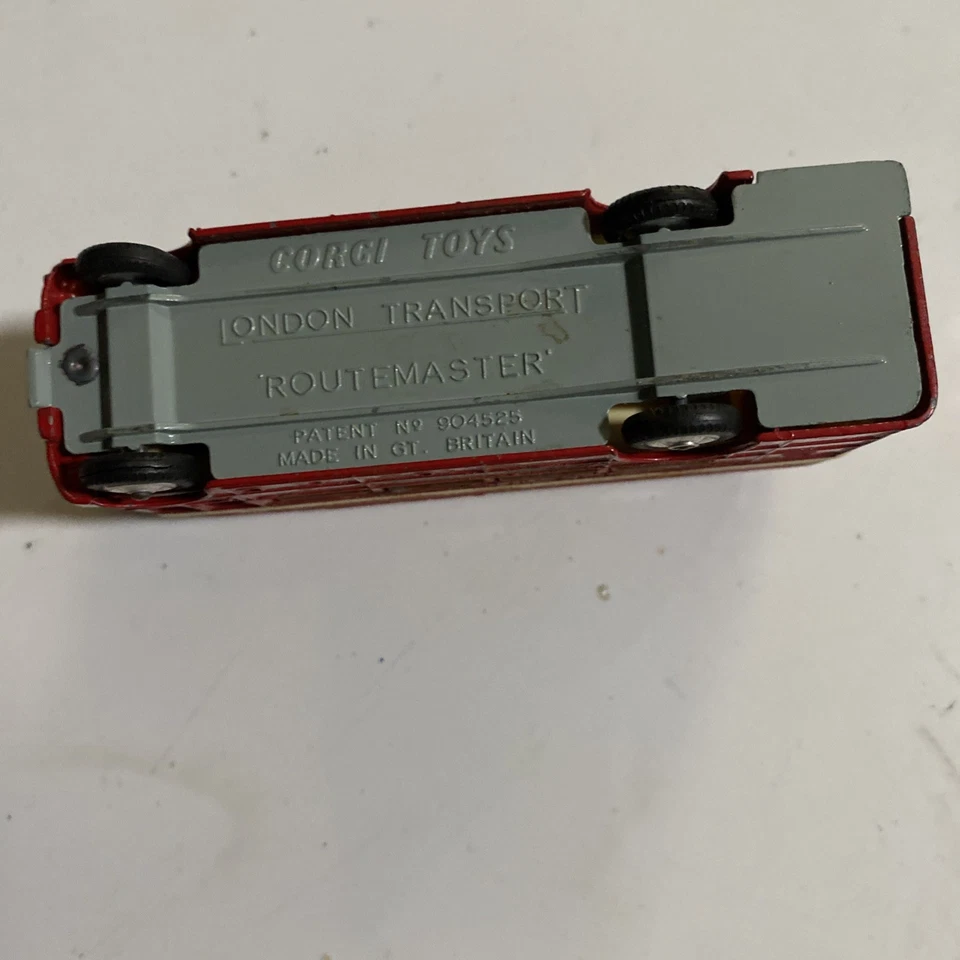 CORGI TOYS
LONDON TRANSPORT
'ROUTEMASTER'
PATENT No 904525
MADE IN GT. BRITAIN